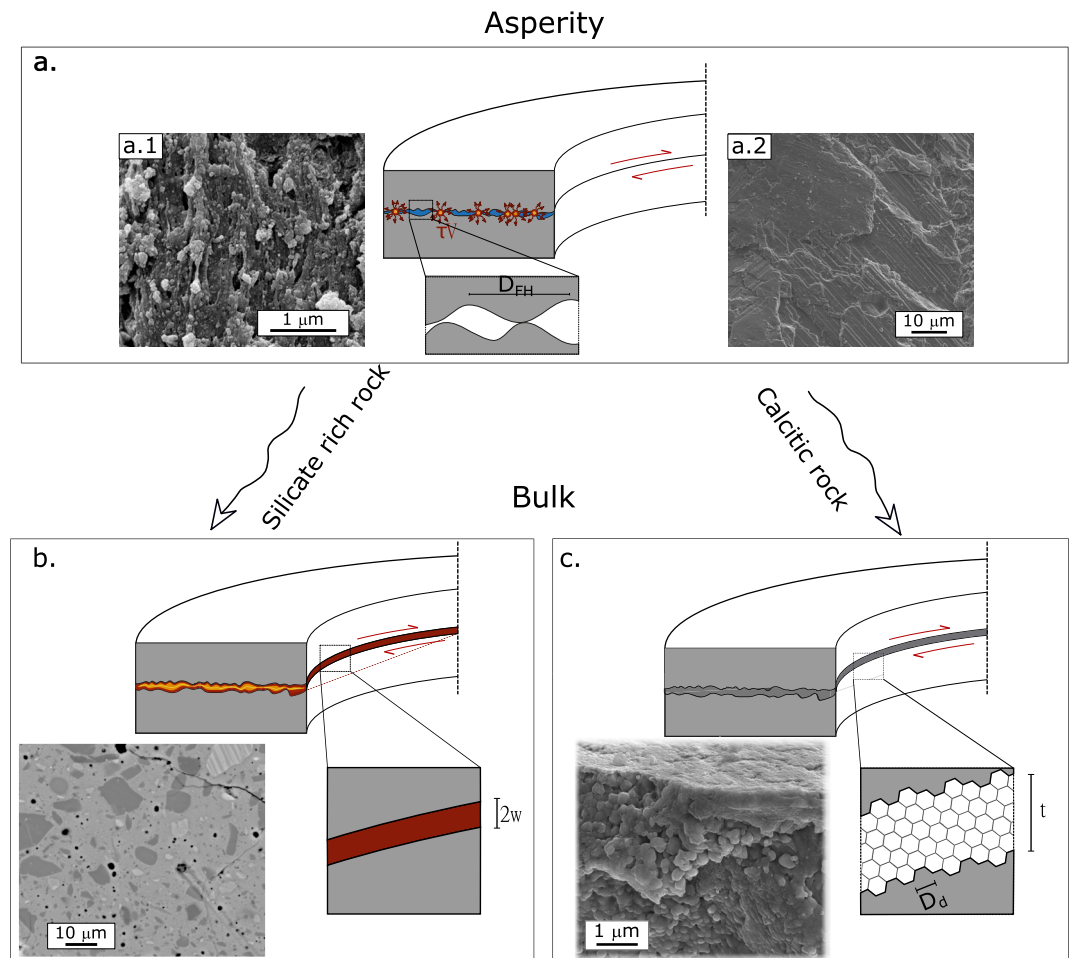 Asperity
a.
a.1
a.2
τV
D_FH
1 μm
10 μm
Silicate rich rock
Calcitic rock
Bulk
b.
c.
2w
t
D_d
10 μm
1 μm